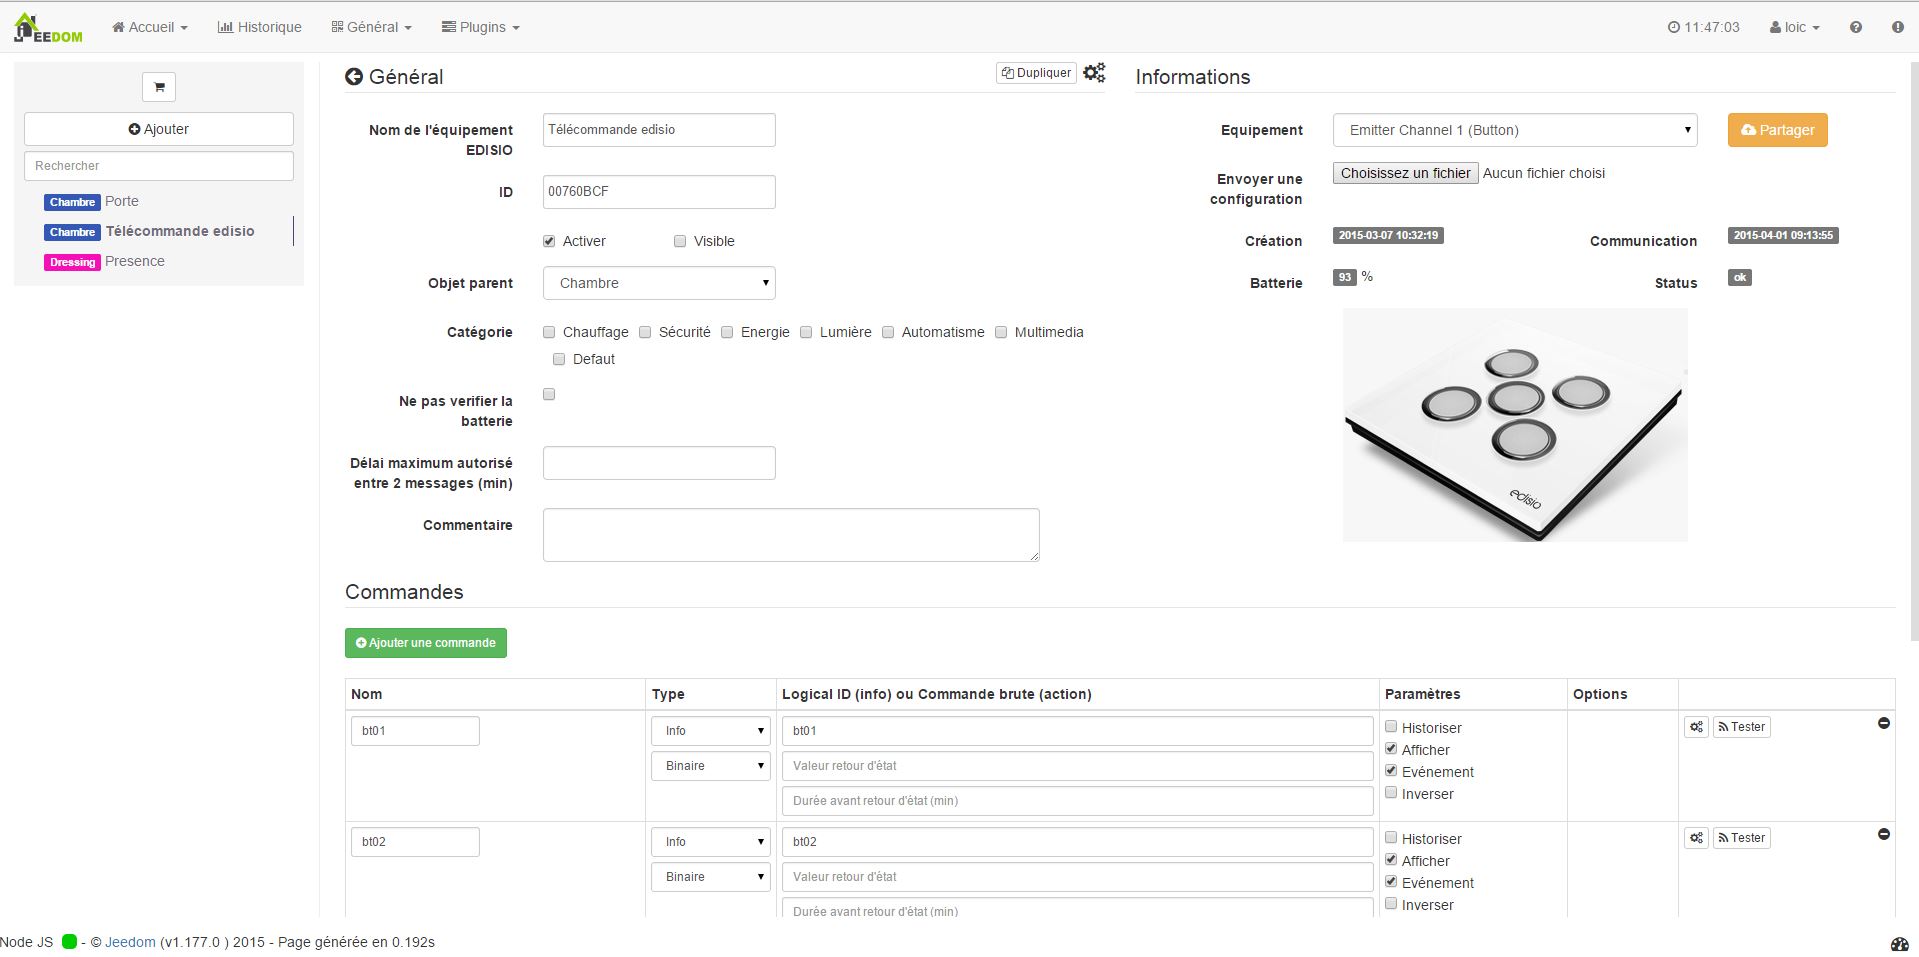 JEEDOM Accueil Historique Général Plugins 11:47:03 loic
Ajouter
Rechercher
Chambre Porte
Chambre Télécommande edisio
Dressing Presence
Général Dupliquer
Nom de l'équipement EDISIO Télécommande edisio
ID 00760BCF
Activer Visible
Objet parent Chambre
Catégorie Chauffage Sécurité Energie Lumière Automatisme Multimedia
Defaut
Ne pas verifier la
batterie
Délai maximum autorisé
entre 2 messages (min)
Commentaire
Informations
Equipement Emitter Channel 1 (Button) Partager
Envoyer une configuration Choisissez un fichier Aucun fichier choisi
Création 2015-03-07 10:32:19 Communication 2015-04-01 09:13:55
Batterie 93 % Status ok
edisio
Commandes
Ajouter une commande
Nom Type Logical ID (info) ou Commande brute (action) Paramètres Options
bt01 Info bt01 Historiser Tester
Afficher
Binaire Valeur retour d'état Evénement
Durée avant retour d'état (min) Inverser
bt02 Info bt02 Historiser Tester
Afficher
Binaire Valeur retour d'état Evénement
Durée avant retour d'état (min) Inverser
Node JS - © Jeedom (v1.177.0 ) 2015 - Page générée en 0.192s